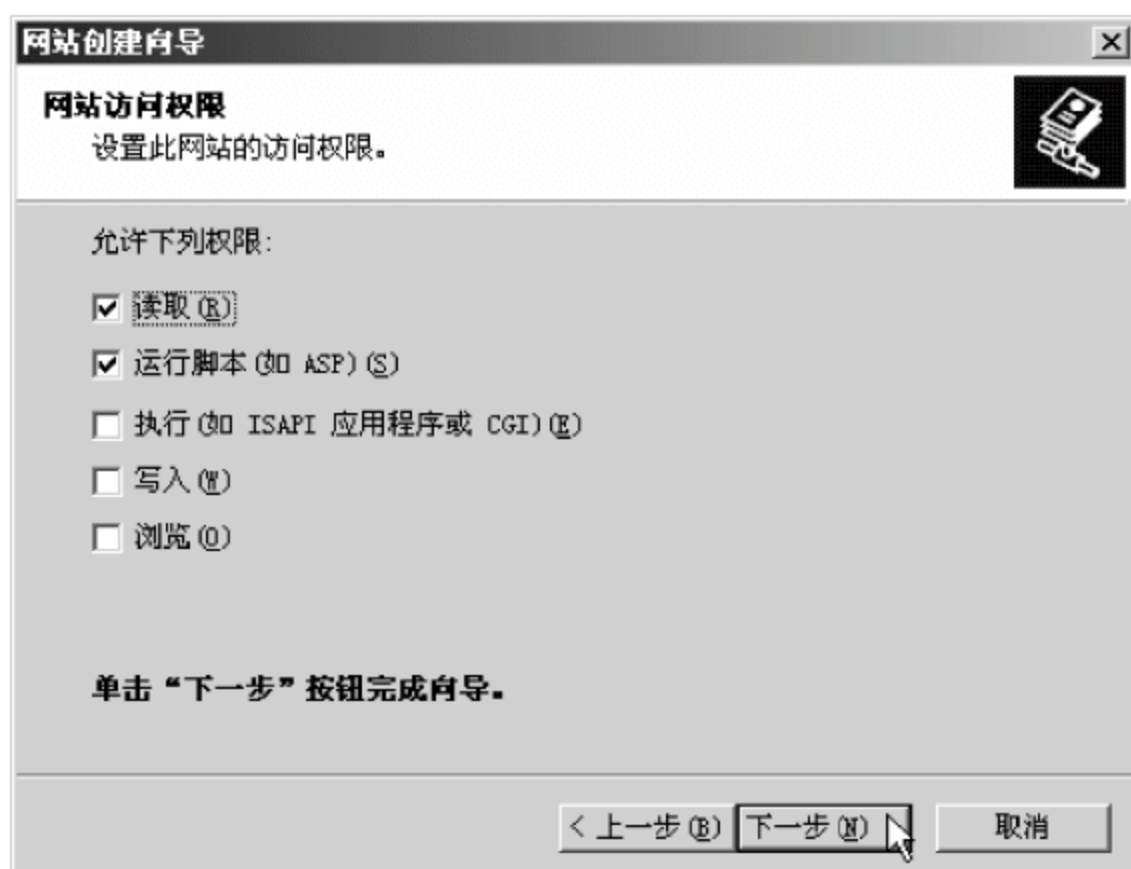 网站创建向导
网站访问权限
设置此网站的访问权限。
允许下列权限:
读取(R)
运行脚本(如 ASP)(S)
执行(如 ISAPI 应用程序或 CGI)(E)
写入(W)
浏览(O)
单击“下一步”按钮完成向导。
< 上一步(B) 下一步(N) 取消